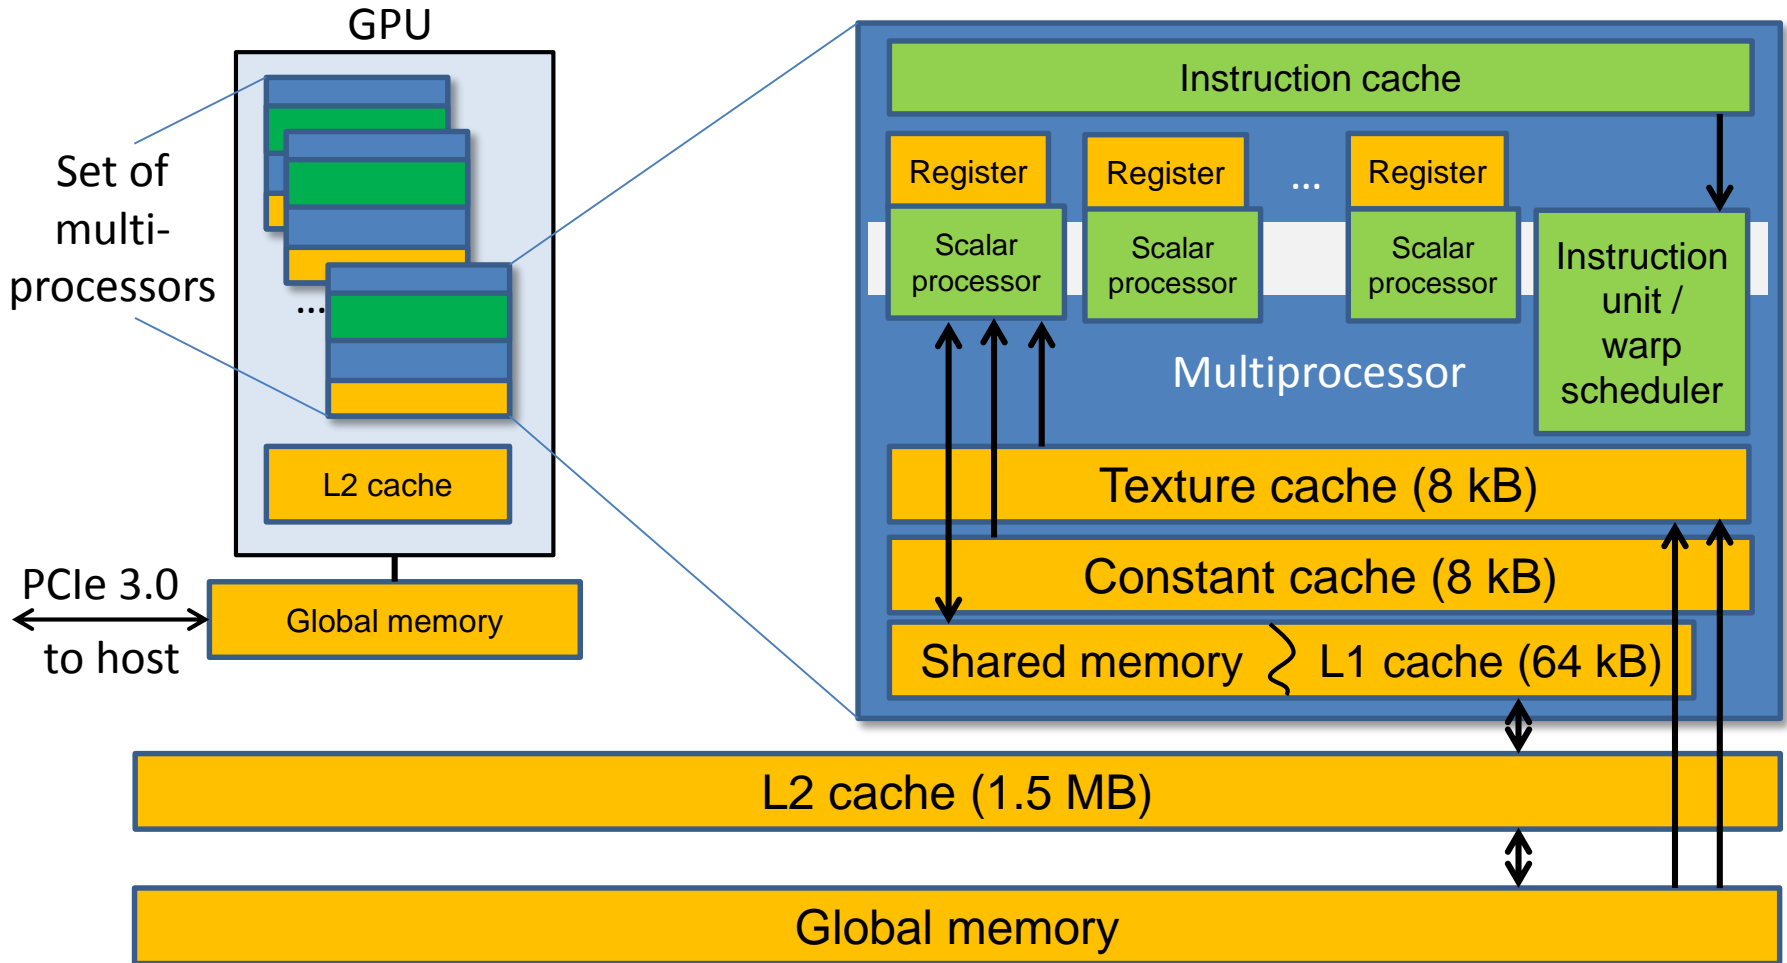 GPU
Set of
multi-
processors
...
L2 cache
PCIe 3.0
to host
Global memory
Instruction cache
Register
Register
...
Register
Scalar
processor
Scalar
processor
Scalar
processor
Instruction
unit /
warp
scheduler
Multiprocessor
Texture cache (8 kB)
Constant cache (8 kB)
Shared memory
L1 cache (64 kB)
L2 cache (1.5 MB)
Global memory